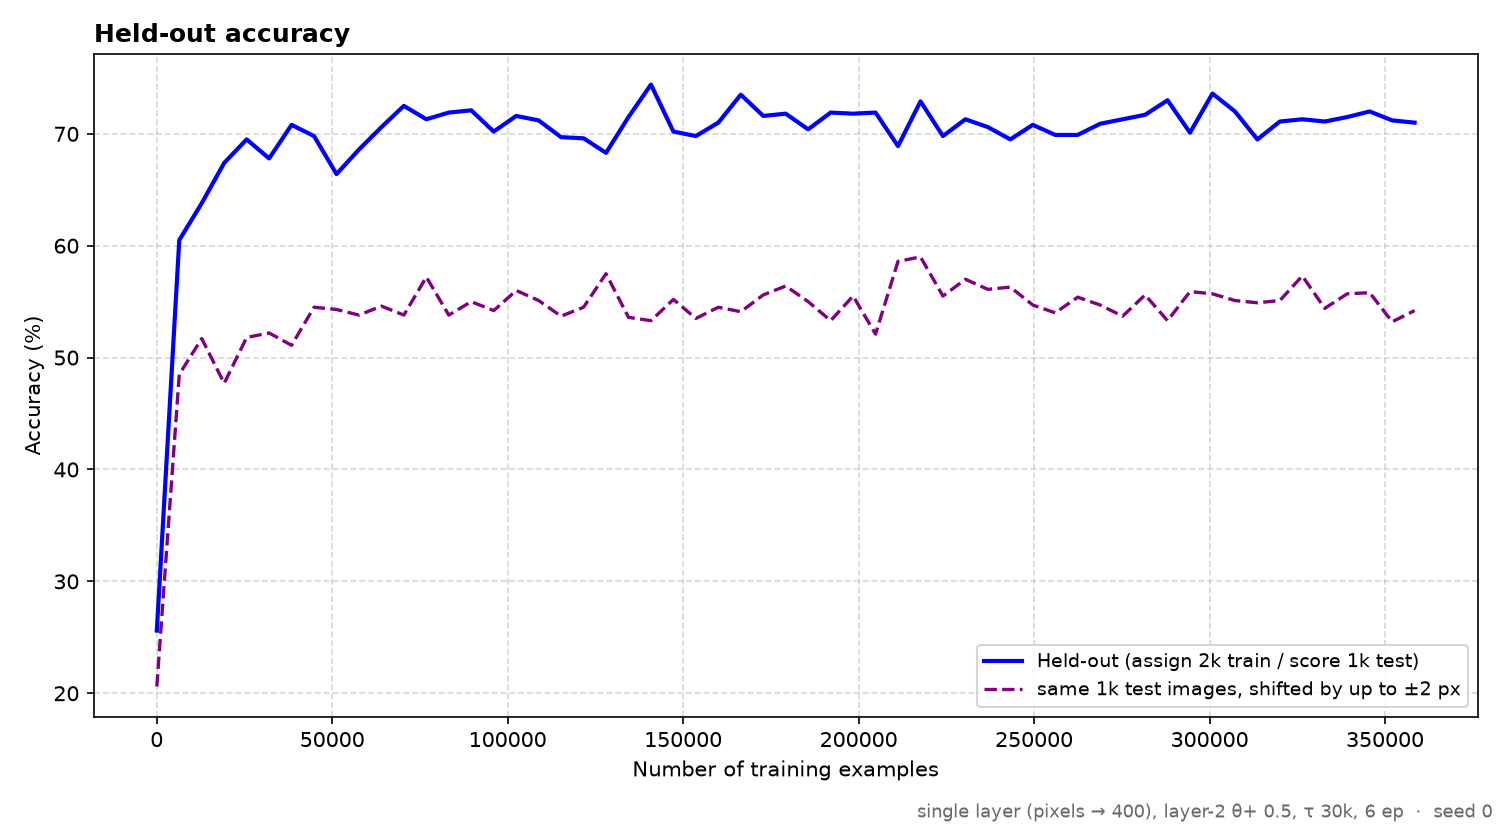 Held-out accuracy
Accuracy (%)
70
60
50
40
30
20
Held-out (assign 2k train / score 1k test)
same 1k test images, shifted by up to ±2 px
0
50000
100000
150000
200000
250000
300000
350000
Number of training examples
single layer (pixels → 400), layer-2 θ+ 0.5, τ 30k, 6 ep · seed 0